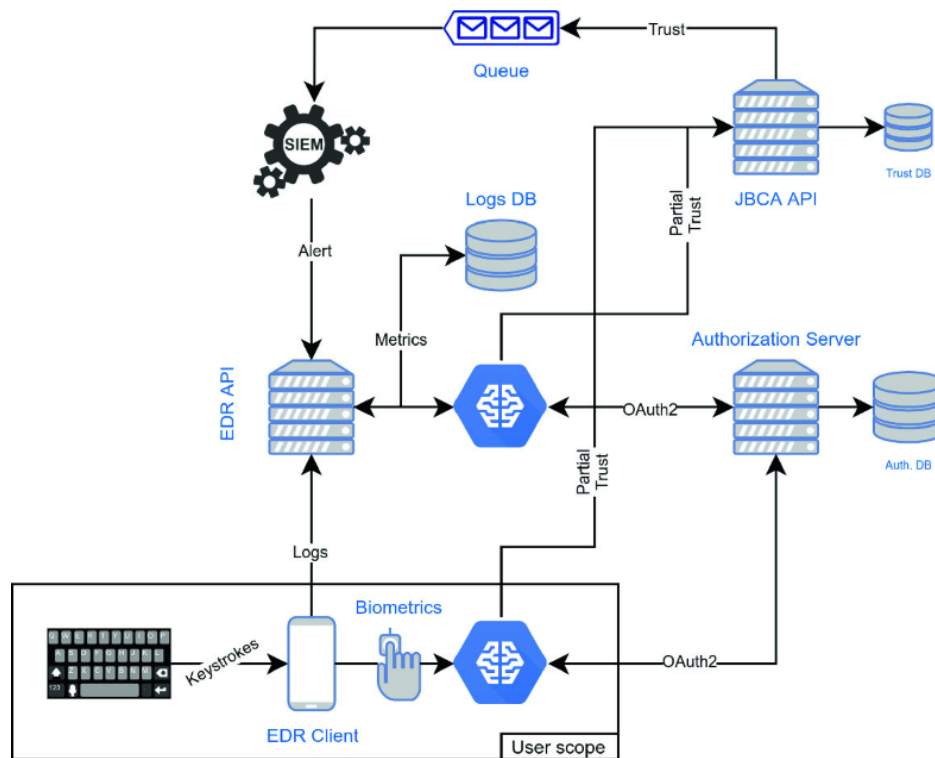 Trust
Queue
SIEM
Trust DB
JBCA API
Logs DB
Partial
Trust
Alert
Metrics
Authorization Server
EDR API
OAuth2
Auth. DB
Partial
Trust
Logs
Biometrics
Keystrokes
OAuth2
EDR Client
User scope
123